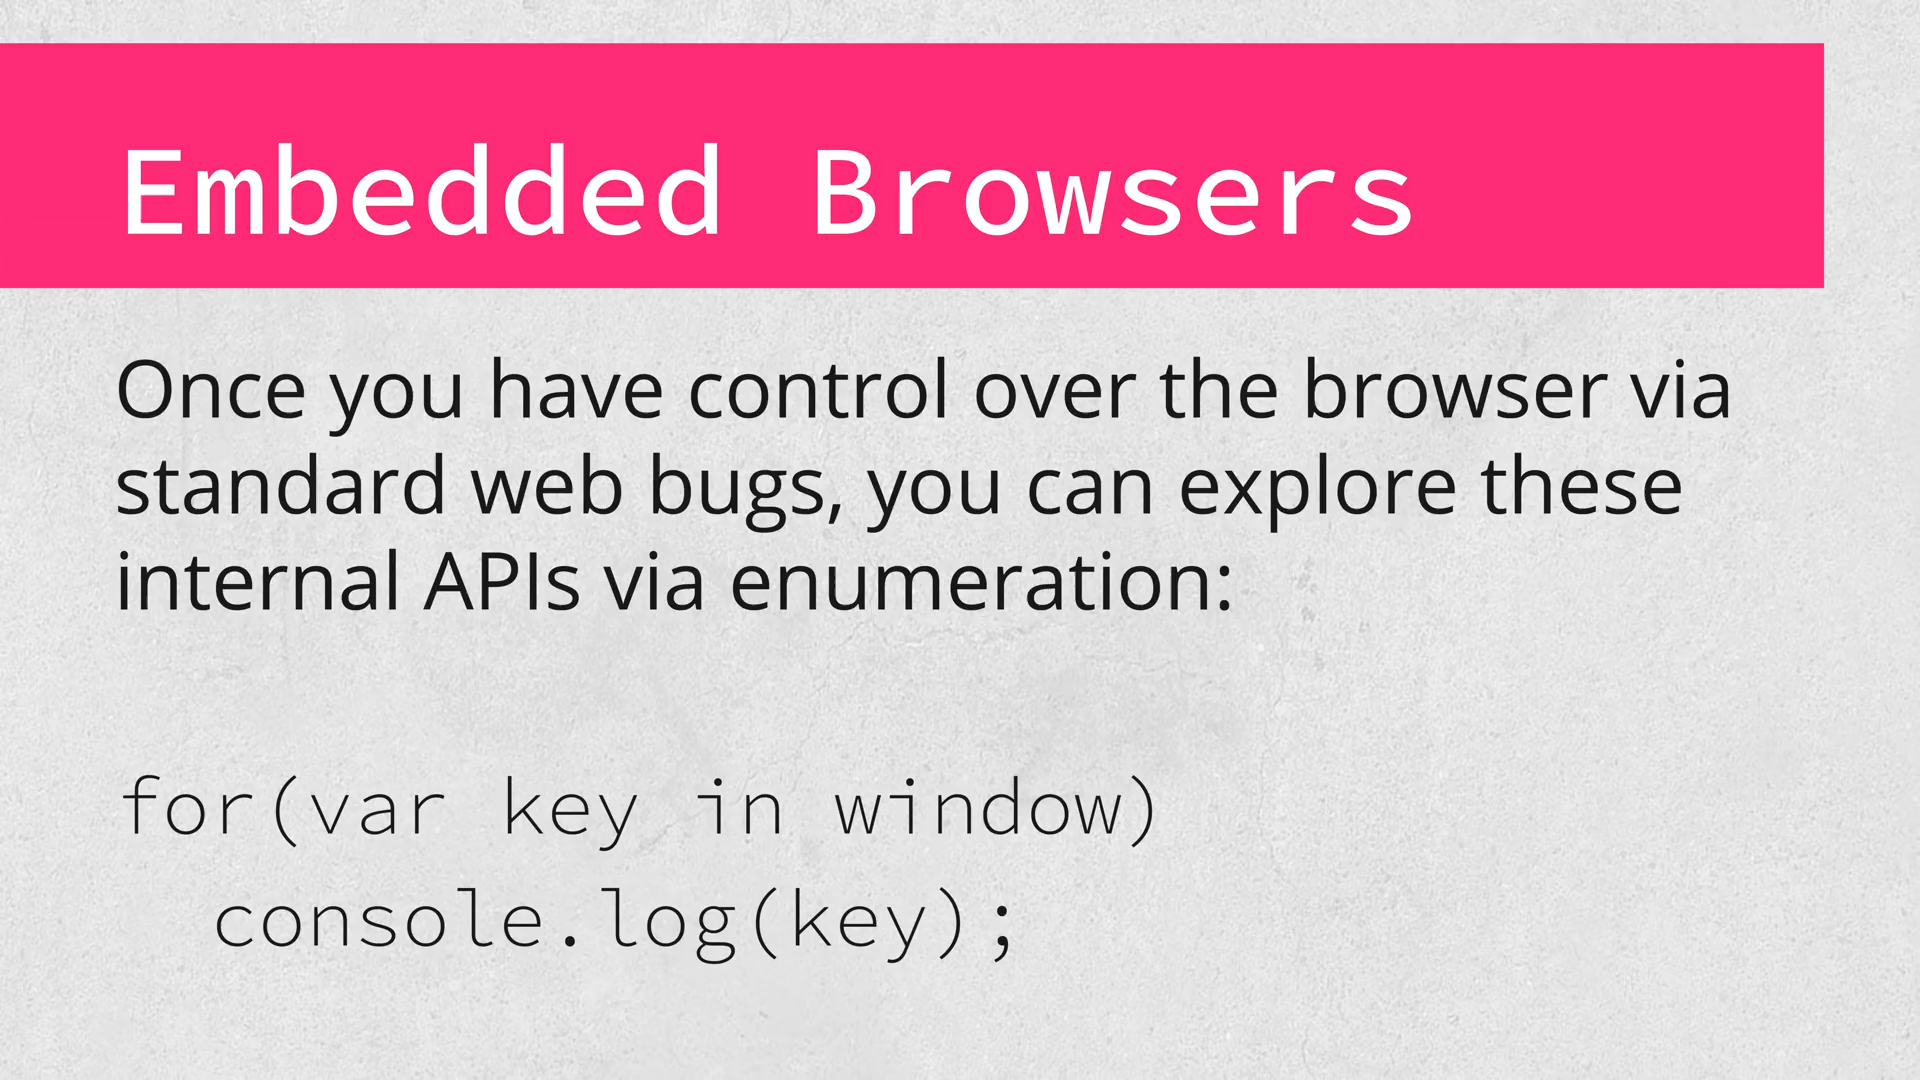 Embedded Browsers
Once you have control over the browser via
standard web bugs, you can explore these
internal APIs via enumeration:
for(var key in window)
  console.log(key);